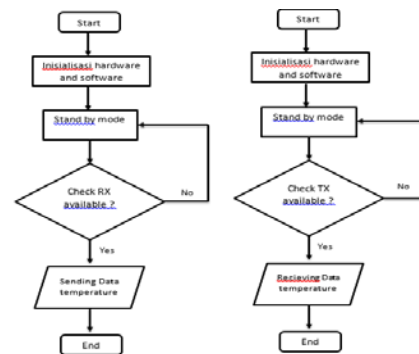 Start
Inisialisasi hardware
and software
Stand by mode
Check RX
available ?
No
Yes
Sending Data
temperature
End
Start
Inisialisasi hardware
and software
Stand by mode
Check TX
available ?
No
Yes
Recieving Data
temperature
End